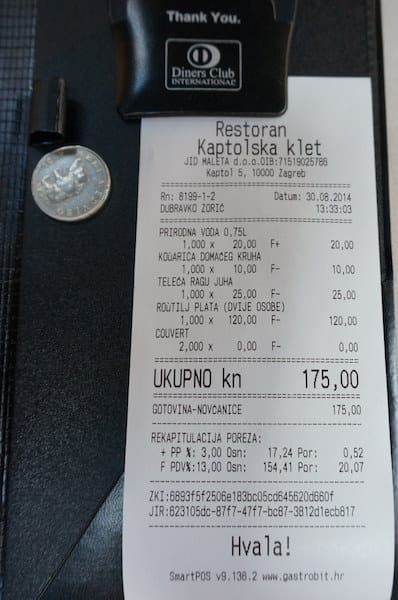 Thank You.
Diners Club
INTERNATIONAL
Restoran
Kaptolska klet
JID MALETA d.o.o.OIB:71519025786
Kaptol 5, 10000 Zagreb
Rn: 8199-1-2 Datum: 30.08.2014
DUBRAVKO ZORIĆ 13:33:03
PRIRODNA VODA 0,75L
1,000 x 20,00 F+ 20,00
KOŠARICA DOMAĆEG KRUHA
1,000 x 10,00 F- 10,00
TELEĆA RAGU JUHA
1,000 x 25,00 F- 25,00
ROŠTILJ PLATA (DVIJE OSOBE)
1,000 x 120,00 F- 120,00
COUVERT
2,000 x 0,00 F- 0,00
UKUPNO kn 175,00
GOTOVINA-NOVČANICE 175,00
REKAPITULACIJA POREZA:
+ PP %: 3,00 Osn: 17,24 Por: 0,52
F PDV%:13,00 Osn: 154,41 Por: 20,07
ZKI:6893f5f2506e183bc05cd645620d660f
JIR:623105dc-87f7-47f7-bc87-3812d1ecb817
Hvala!
SmartPOS v9.136.2 www.gastrobit.hr